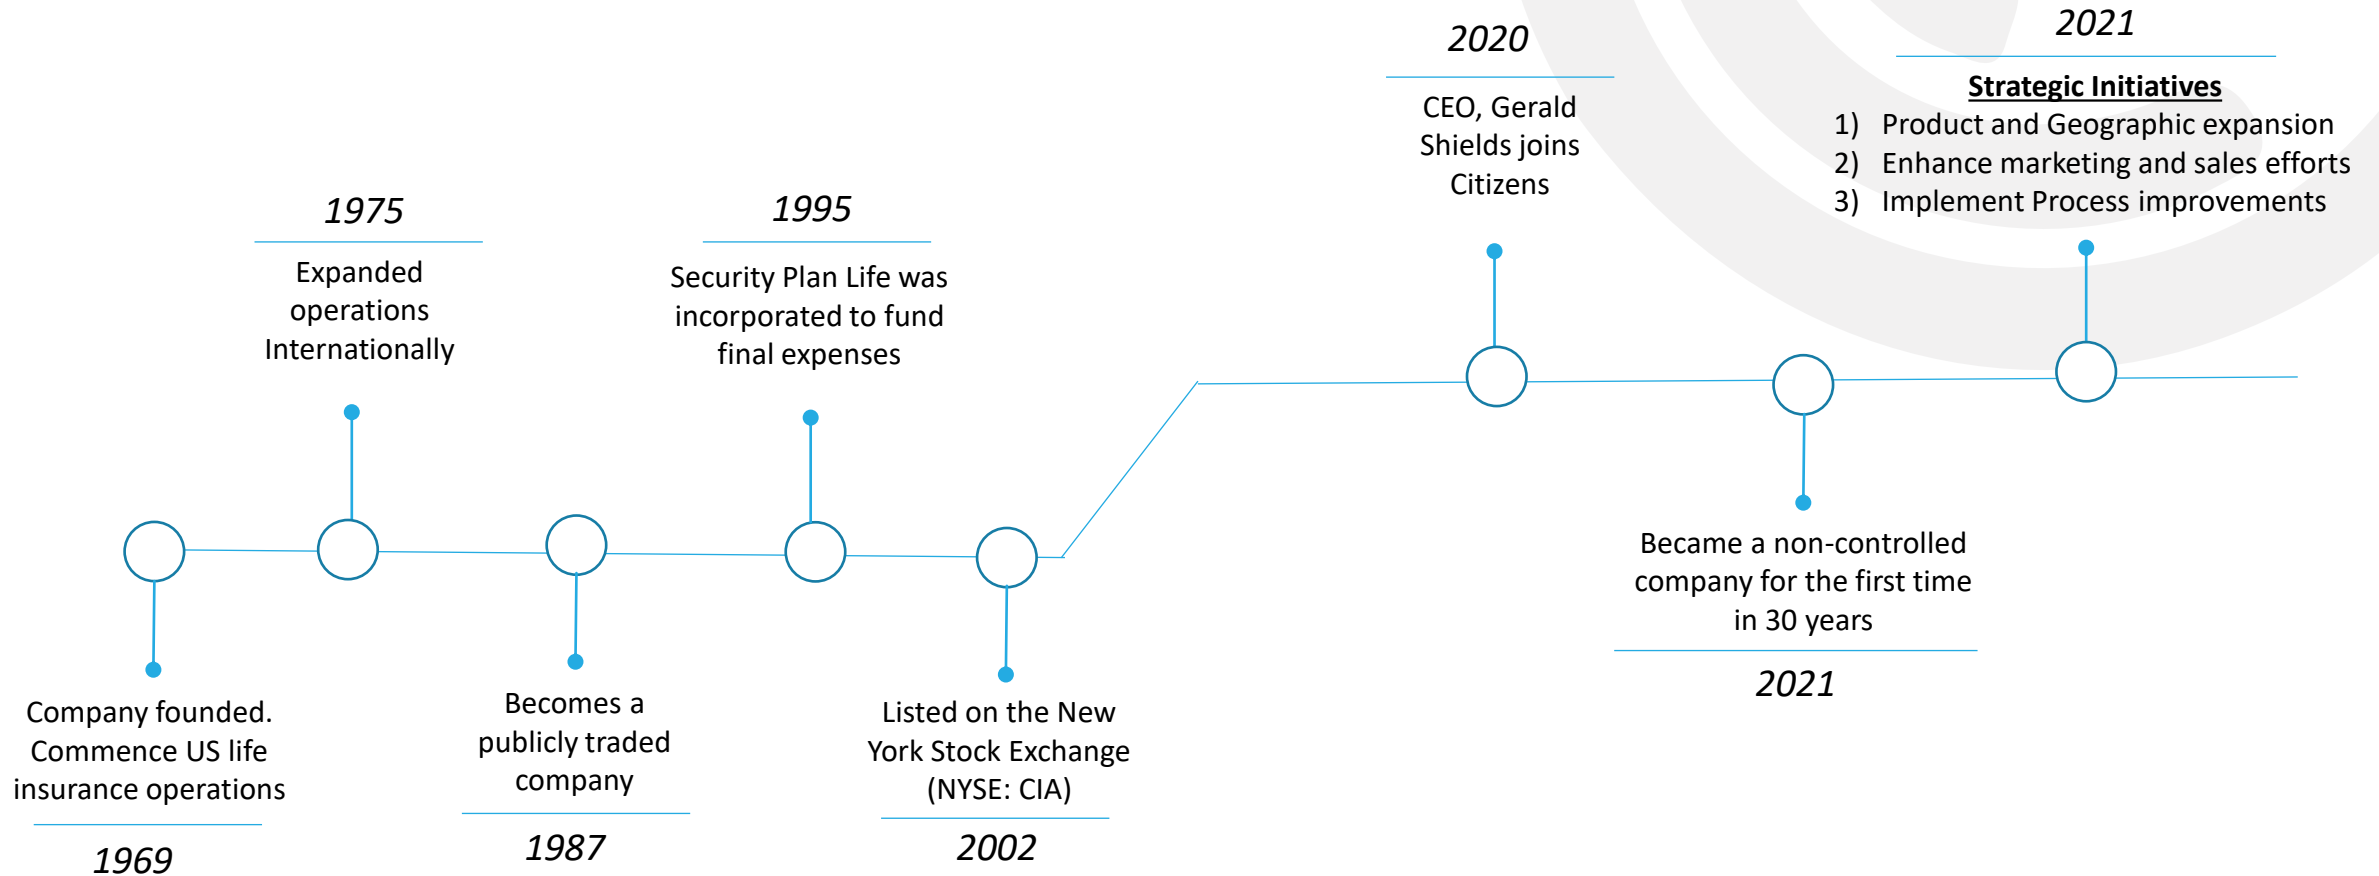 1969
Company founded.
Commence US life
insurance operations
1975
Expanded
operations
Internationally
Becomes a
publicly traded
company
1987
1995
Security Plan Life was
incorporated to fund
final expenses
Listed on the New
York Stock Exchange
(NYSE: CIA)
2002
2020
CEO, Gerald
Shields joins
Citizens
Became a non-controlled
company for the first time
in 30 years
2021
2021
Strategic Initiatives
1) Product and Geographic expansion
2) Enhance marketing and sales efforts
3) Implement Process improvements